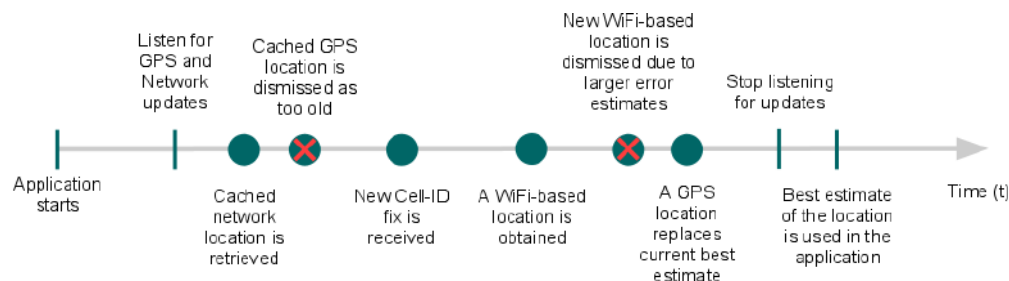 Application
starts
Listen for
GPS and
Network
updates
Cached
network
location is
retrieved
Cached GPS
location is
dismissed as
too old
New Cell-ID
fix is
received
A WiFi-based
location is
obtained
New WiFi-based
location is
dismissed due to
larger error
estimates
A GPS
location
replaces
current best
estimate
Stop listening
for updates
Best estimate
of the location
is used in the
application
Time (t)